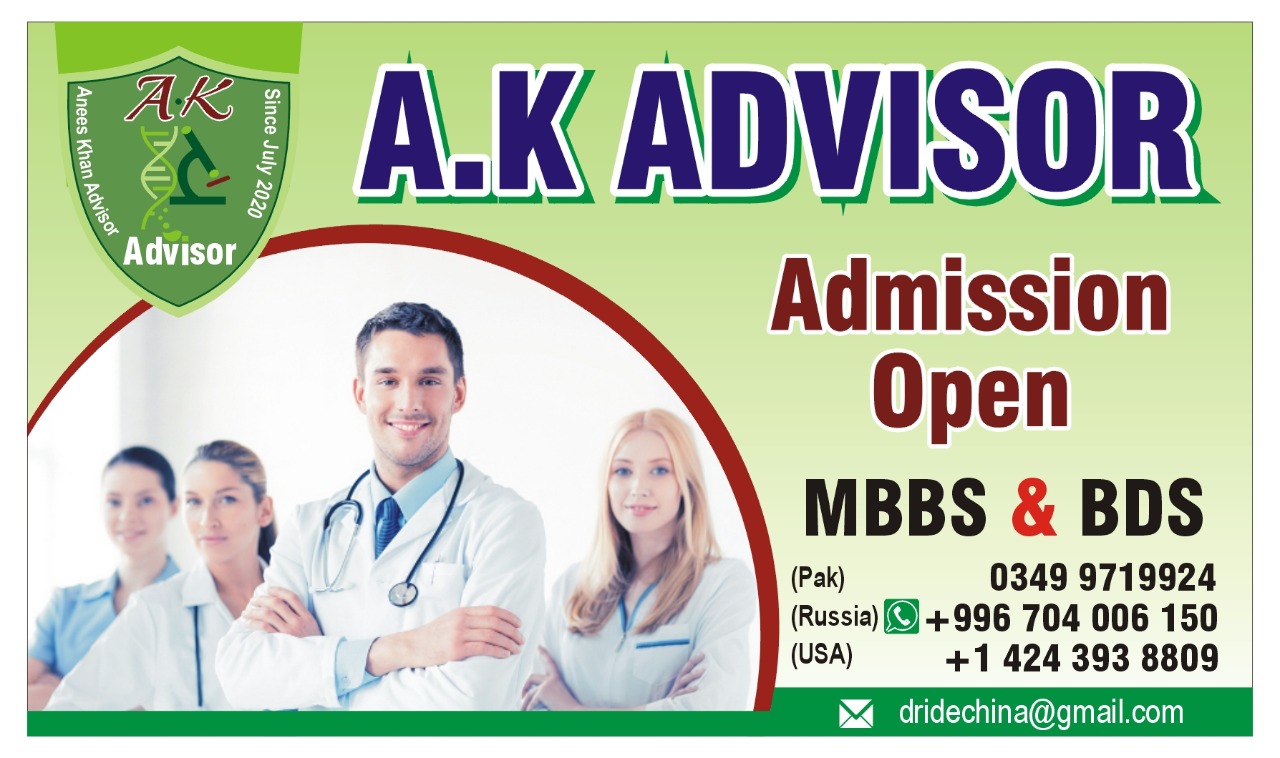 A.K
Anees Khan Advisor
Since July 2020
Advisor
A.K ADVISOR
Admission
Open
MBBS & BDS
(Pak) 0349 9719924
(Russia) +996 704 006 150
(USA) +1 424 393 8809
dridechina@gmail.com